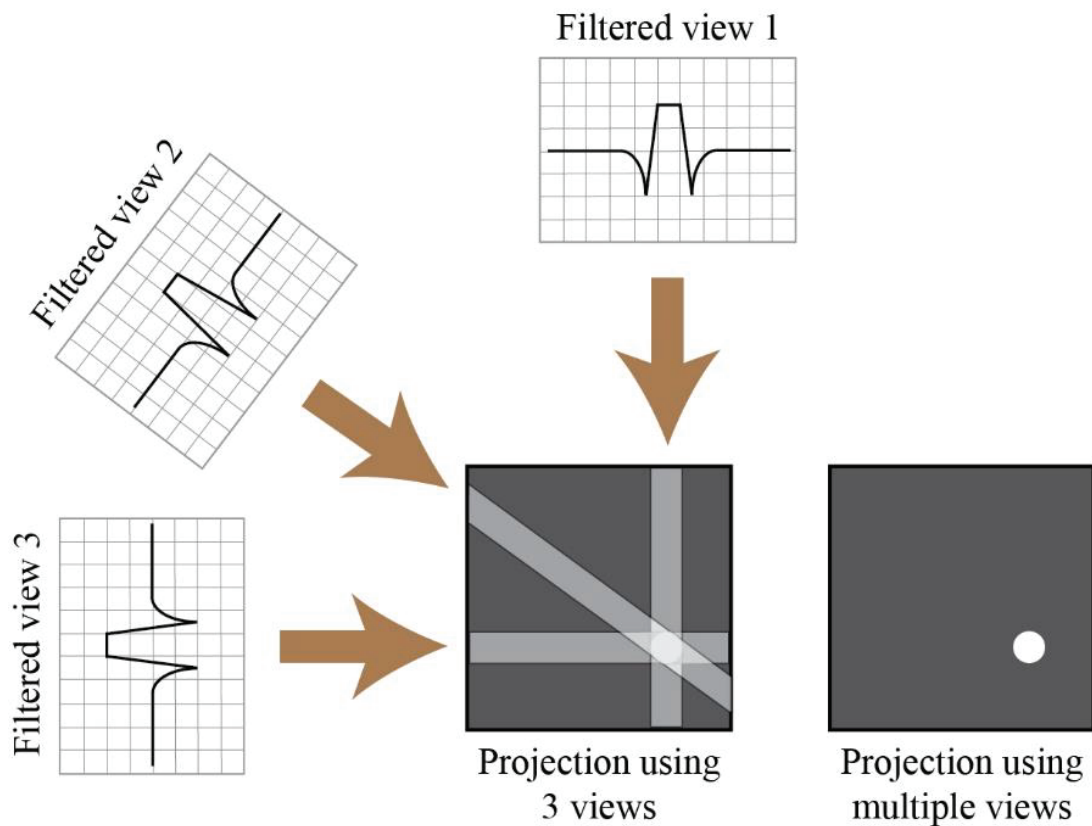 Filtered view 1
Filtered view 2
Filtered view 3
Projection using
3 views
Projection using
multiple views